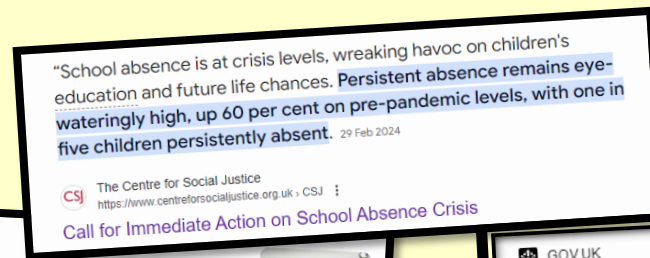 “School absence is at crisis levels, wreaking havoc on children's
education and future life chances. Persistent absence remains eye-
wateringly high, up 60 per cent on pre-pandemic levels, with one in
five children persistently absent. 29 Feb 2024
CSJ
The Centre for Social Justice
https://www.centreforsocialjustice.org.uk › CSJ
Call for Immediate Action on School Absence Crisis
GOV.UK